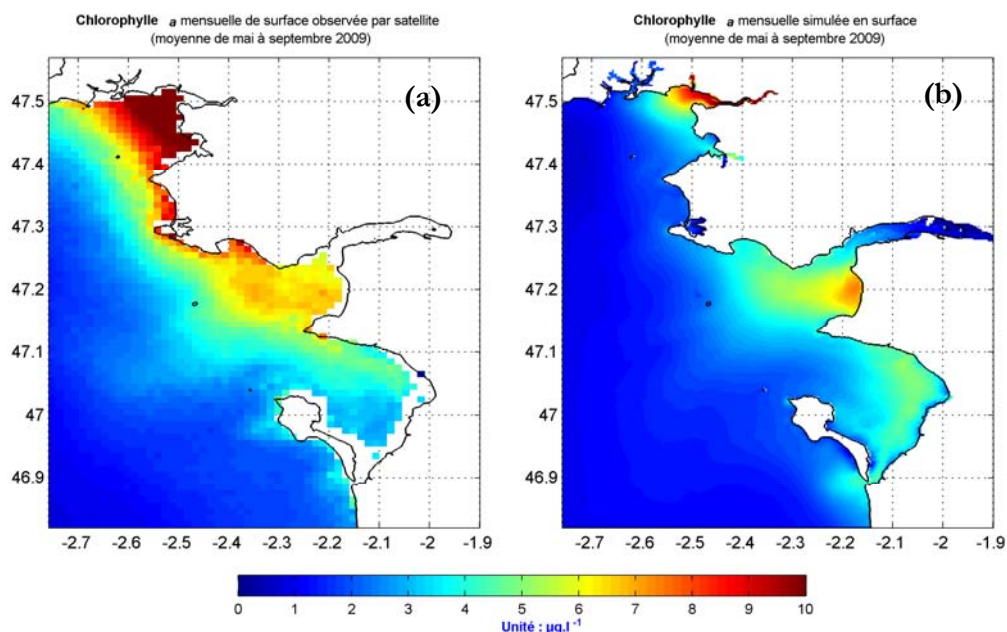 Chlorophylle a mensuelle de surface observée par satellite
(moyenne de mai à septembre 2009)
Chlorophylle a mensuelle simulée en surface
(moyenne de mai à septembre 2009)
(a)
(b)
47.5
47.4
47.3
47.2
47.1
47
46.9
-2.7 -2.6 -2.5 -2.4 -2.3 -2.2 -2.1 -2 -1.9
47.5
47.4
47.3
47.2
47.1
47
46.9
-2.7 -2.6 -2.5 -2.4 -2.3 -2.2 -2.1 -2 -1.9
0 1 2 3 4 5 6 7 8 9 10
Unité : µg.l⁻¹